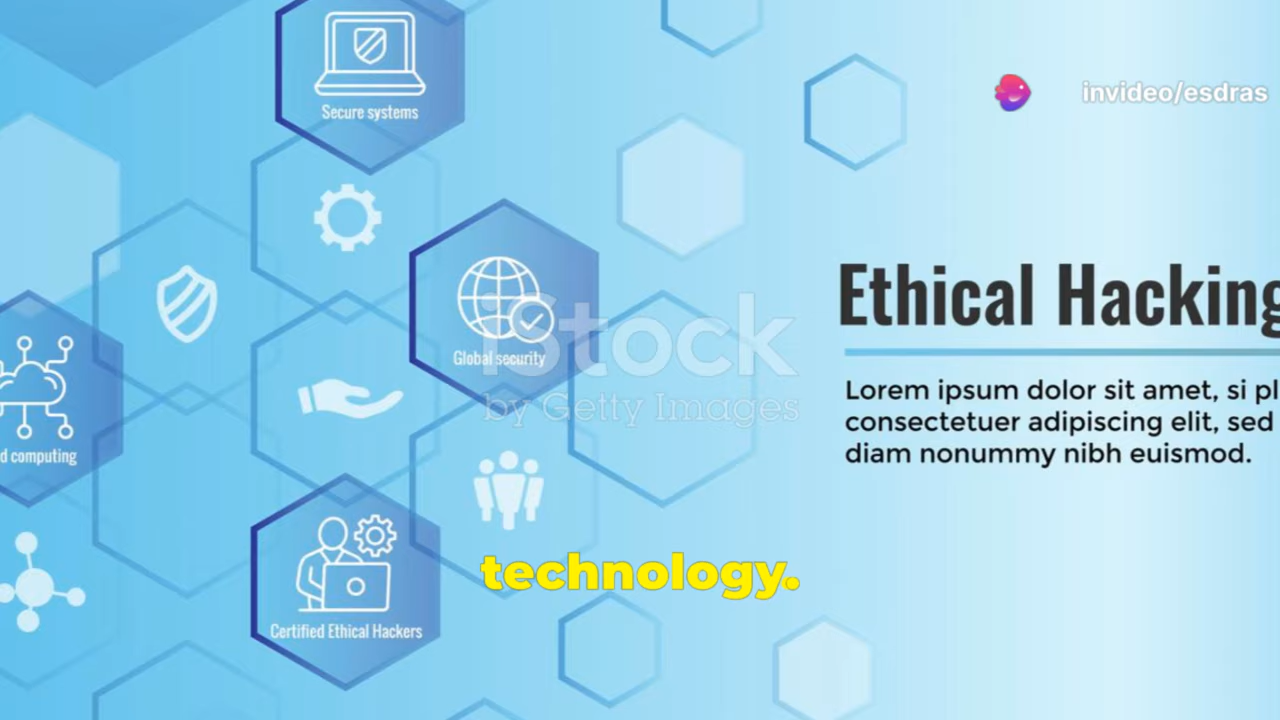 Secure systems
invideo/esdras
Global security
iStock
by Getty Images
Ethical Hacking
Lorem ipsum dolor sit amet, si pl
consectetuer adipiscing elit, sed
diam nonummy nibh euismod.
d computing
technology.
Certified Ethical Hackers